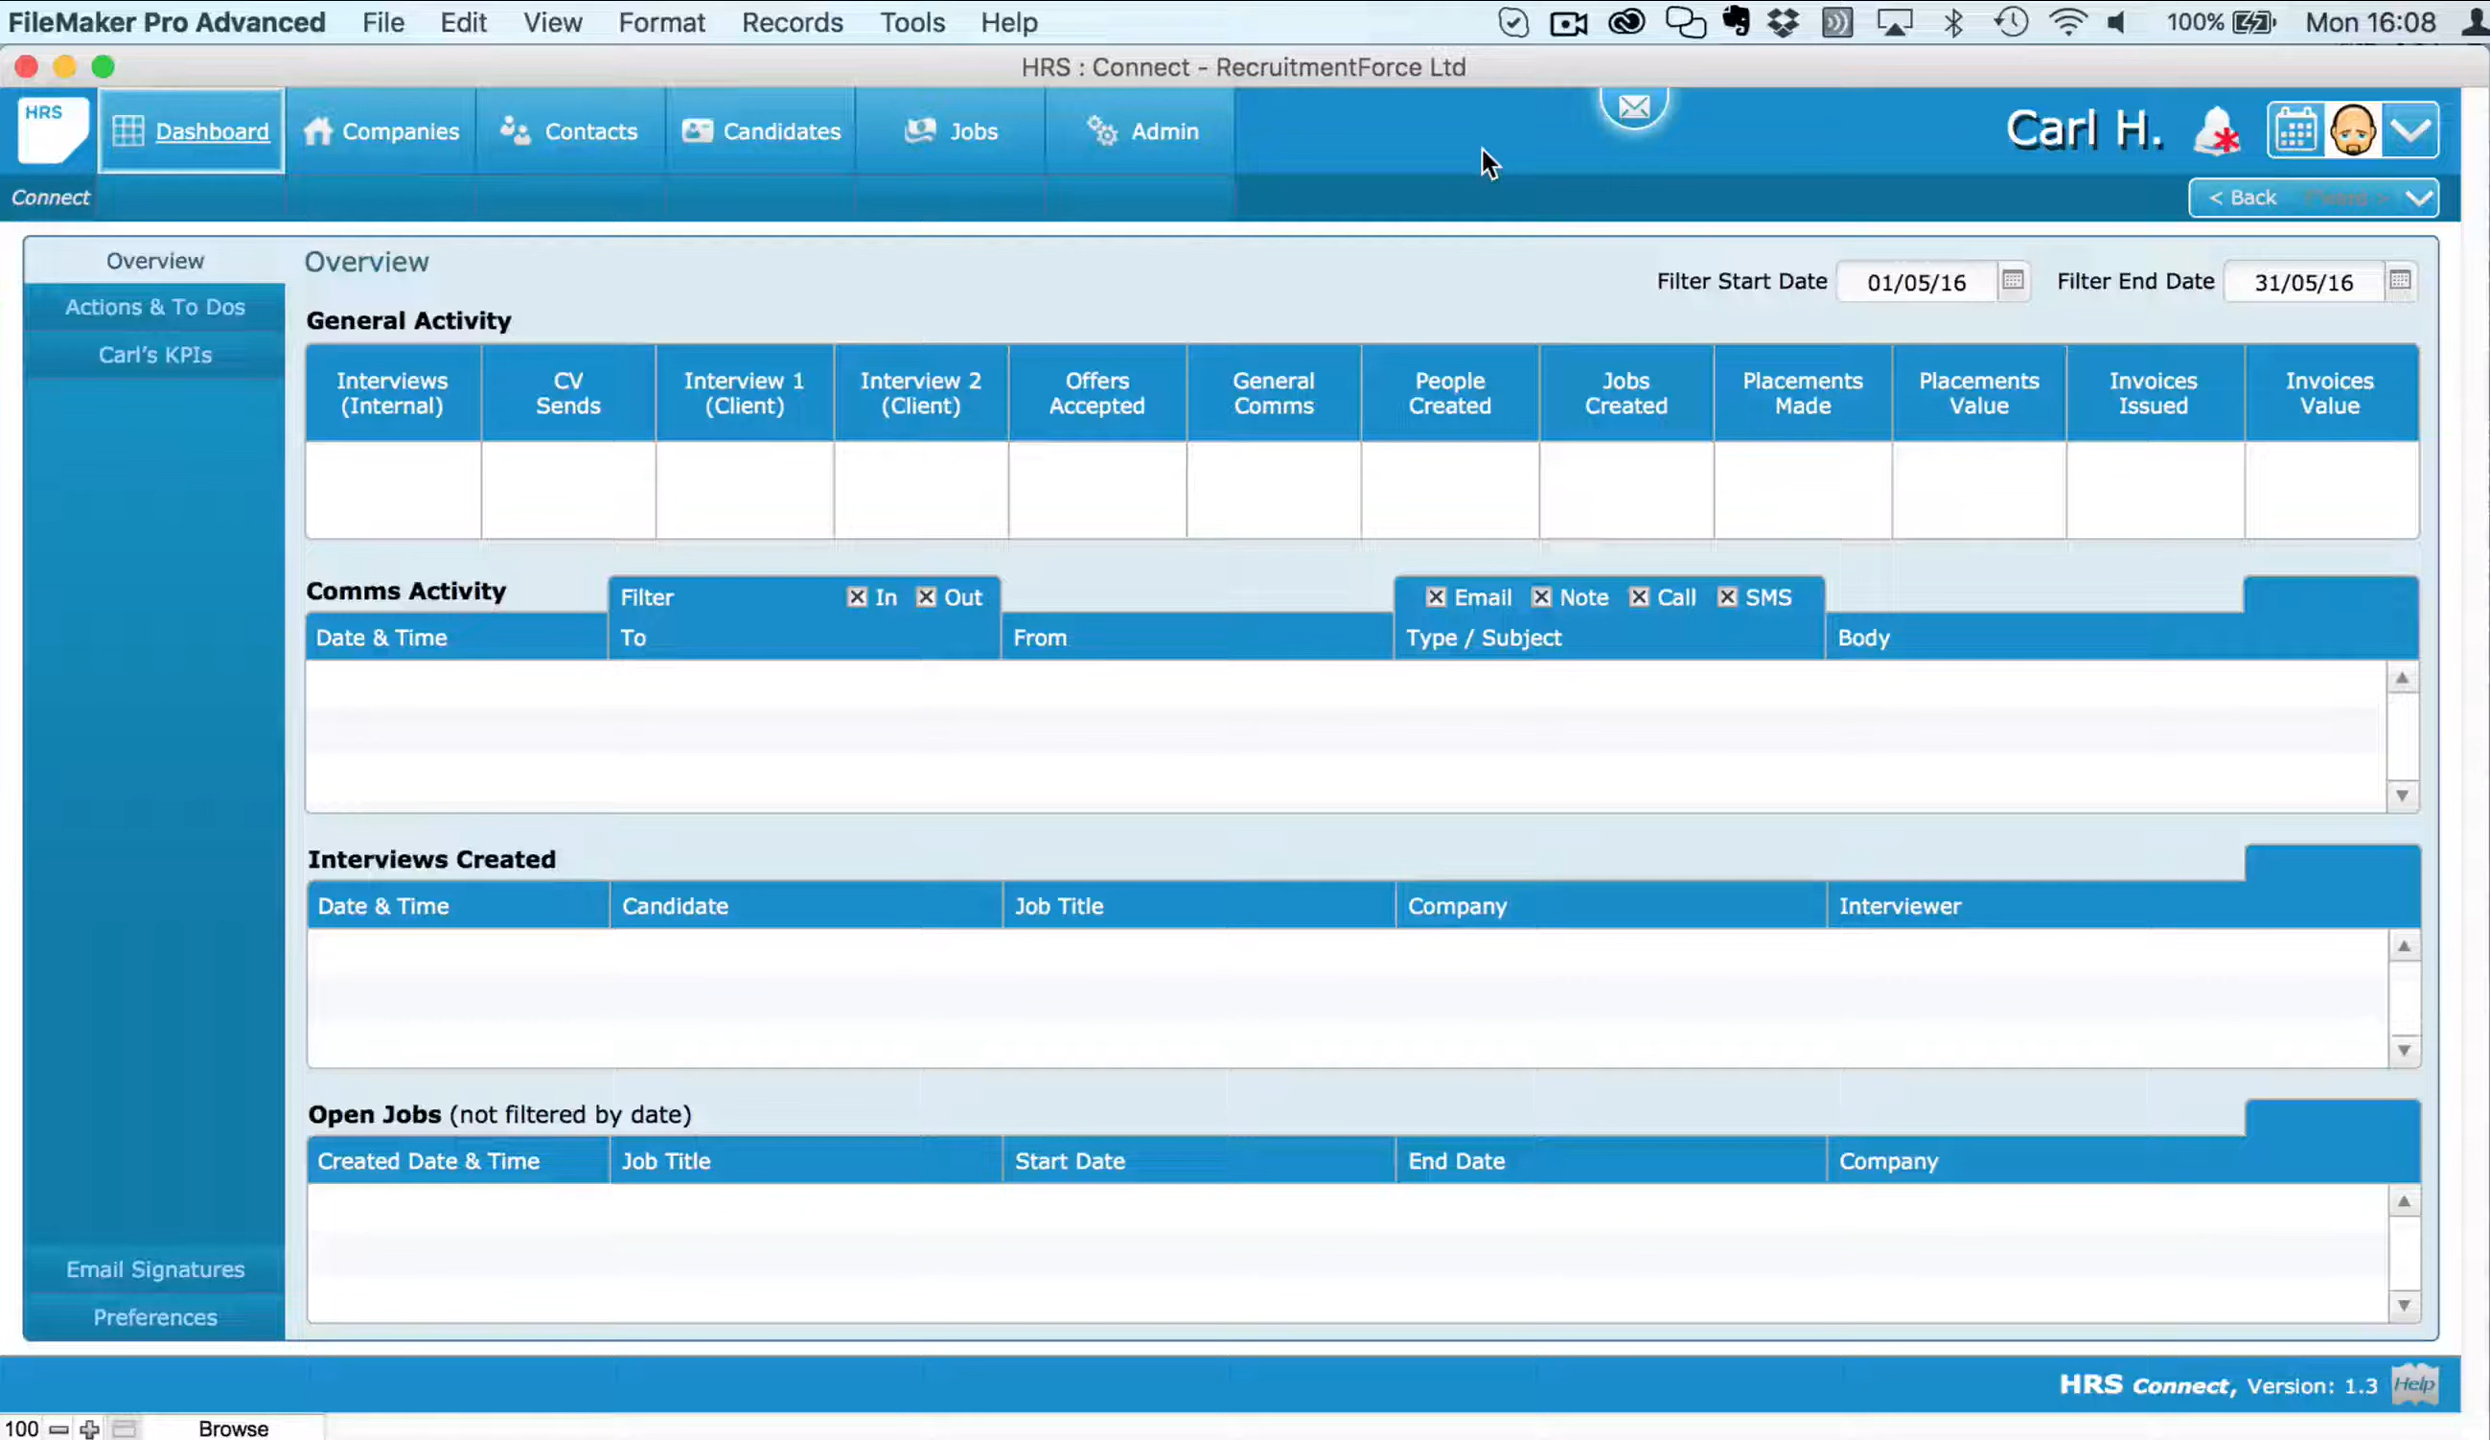 FileMaker Pro Advanced File Edit View Format Records Tools Help 100% Mon 16:08
HRS : Connect - RecruitmentForce Ltd
HRS
Dashboard Companies Contacts Candidates Jobs Admin Carl H.
Connect < Back
Overview
Actions & To Dos
Carl's KPIs
Email Signatures
Preferences
Overview
Filter Start Date 01/05/16 Filter End Date 31/05/16
General Activity
Interviews (Internal)
CV Sends
Interview 1 (Client)
Interview 2 (Client)
Offers Accepted
General Comms
People Created
Jobs Created
Placements Made
Placements Value
Invoices Issued
Invoices Value
Comms Activity Filter In Out Email Note Call SMS
Date & Time To From Type / Subject Body
Interviews Created
Date & Time Candidate Job Title Company Interviewer
Open Jobs (not filtered by date)
Created Date & Time Job Title Start Date End Date Company
HRS Connect, Version: 1.3 Help
100 Browse